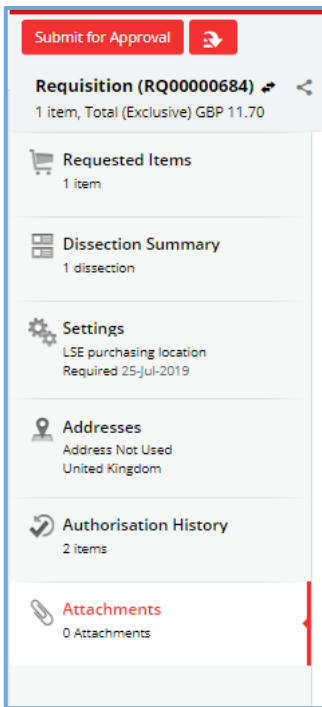 Submit for Approval
Requisition (RQ00000684)
1 item, Total (Exclusive) GBP 11.70
Requested Items
1 item
Dissection Summary
1 dissection
Settings
LSE purchasing location
Required 25-Jul-2019
Addresses
Address Not Used
United Kingdom
Authorisation History
2 items
Attachments
0 Attachments